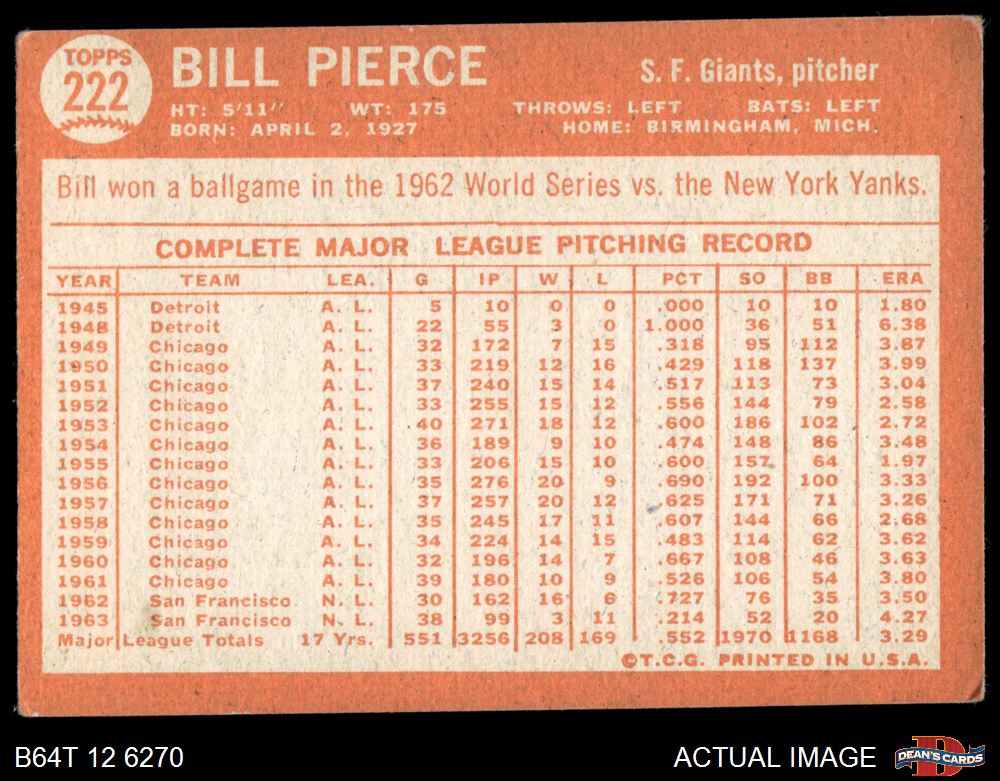 TOPPS
222
BILL PIERCE
S. F. Giants, pitcher
HT: 5'11" WT: 175 THROWS: LEFT BATS: LEFT
BORN: APRIL 2, 1927 HOME: BIRMINGHAM, MICH.
Bill won a ballgame in the 1962 World Series vs. the New York Yanks.
COMPLETE MAJOR LEAGUE PITCHING RECORD
YEAR TEAM LEA. G IP W L PCT SO BB ERA
1945 Detroit A. L. 5 10 0 0 .000 10 10 1.80
1948 Detroit A. L. 22 55 3 0 1.000 36 51 6.38
1949 Chicago A. L. 32 172 7 15 .318 95 112 3.87
1950 Chicago A. L. 33 219 12 16 .429 118 137 3.99
1951 Chicago A. L. 37 240 15 14 .517 113 73 3.04
1952 Chicago A. L. 33 255 15 12 .556 144 79 2.58
1953 Chicago A. L. 40 271 18 12 .600 186 102 2.72
1954 Chicago A. L. 36 189 9 10 .474 148 86 3.48
1955 Chicago A. L. 33 206 15 10 .600 157 64 1.97
1956 Chicago A. L. 35 276 20 9 .690 192 100 3.33
1957 Chicago A. L. 37 257 20 12 .625 171 71 3.26
1958 Chicago A. L. 35 245 17 11 .607 144 66 2.68
1959 Chicago A. L. 34 224 14 15 .483 114 62 3.62
1960 Chicago A. L. 32 196 14 7 .667 108 46 3.63
1961 Chicago A. L. 39 180 10 9 .526 106 54 3.80
1962 San Francisco N. L. 30 162 16 6 .727 76 35 3.50
1963 San Francisco N. L. 38 99 3 11 .214 52 20 4.27
Major League Totals 17 Yrs. 551 3256 208 169 .552 1970 1168 3.29
©T.C.G. PRINTED IN U.S.A.
B64T 12 6270 ACTUAL IMAGE
DEAN'S CARDS